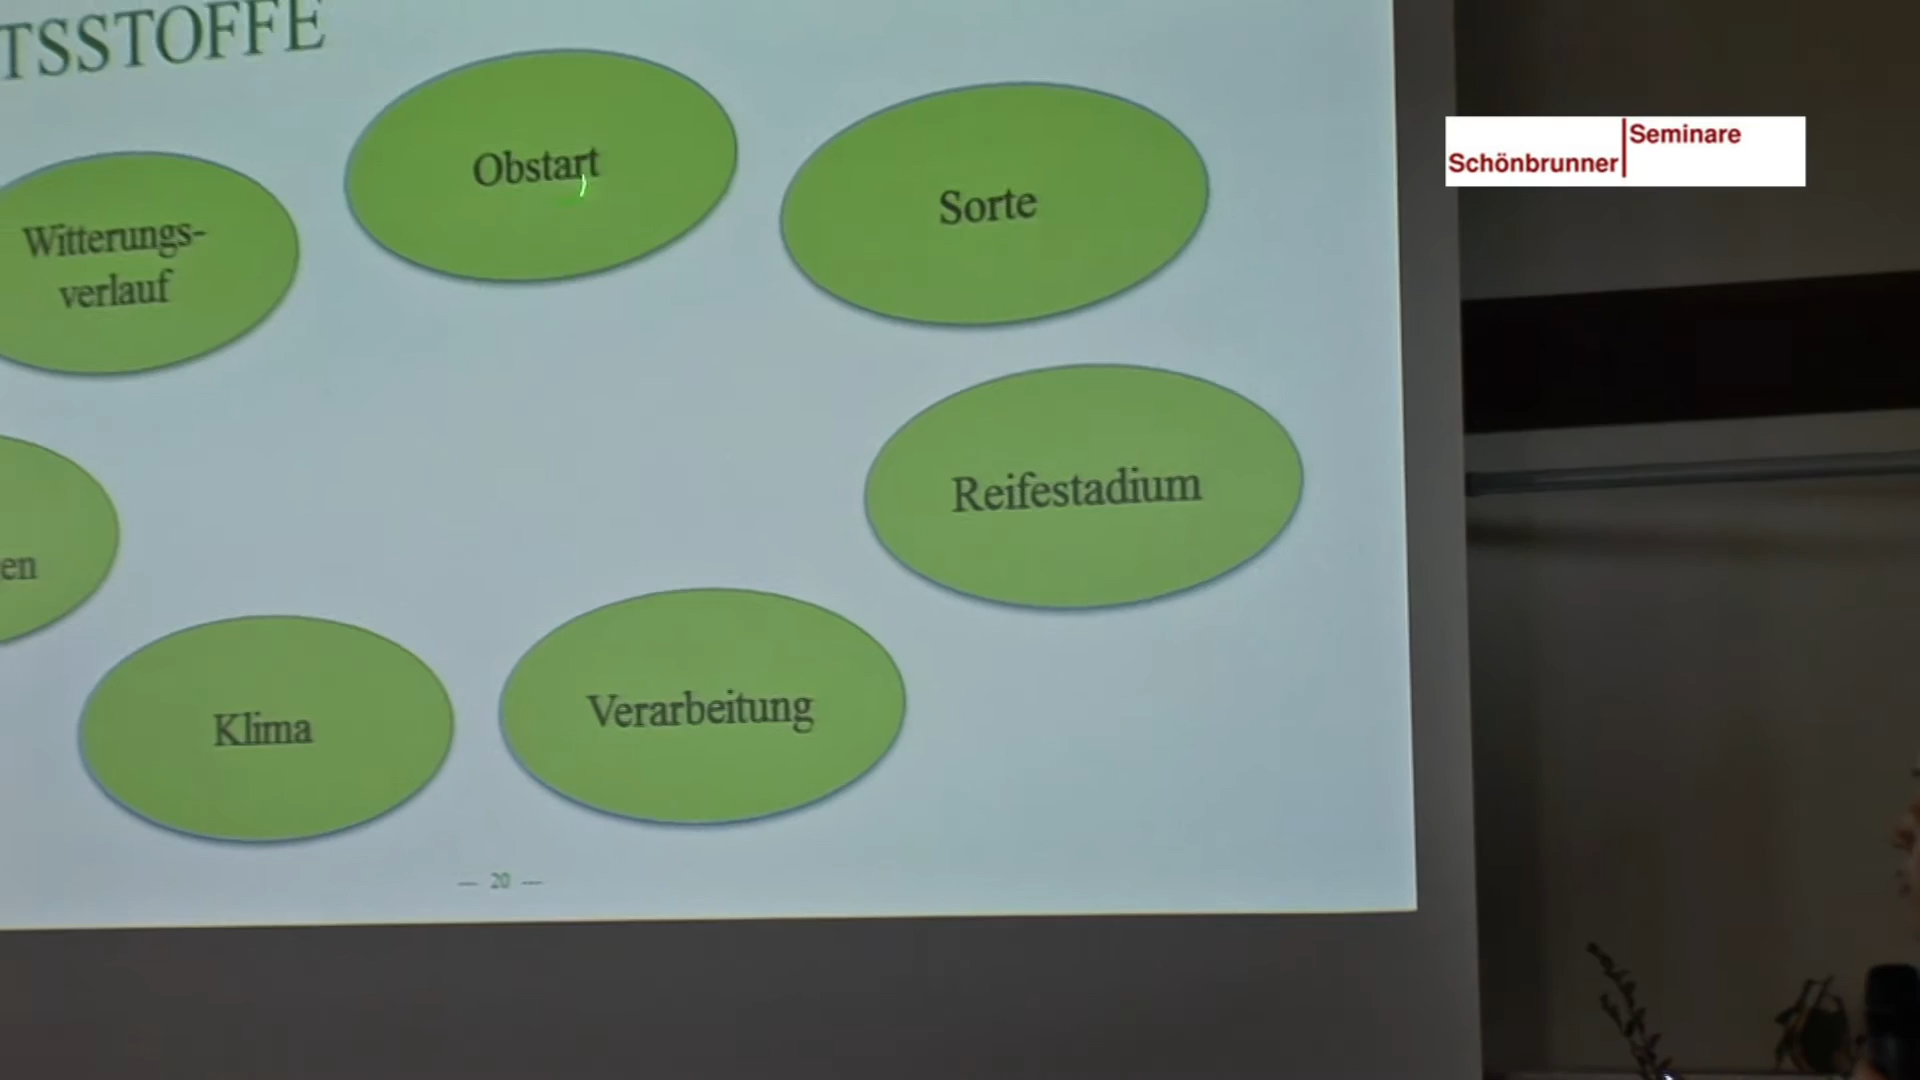 TSSTOFFE
Obstart
Sorte
Witterungs-
verlauf
Reifestadium
en
Klima
Verarbeitung
— 20 —
Seminare
Schönbrunner